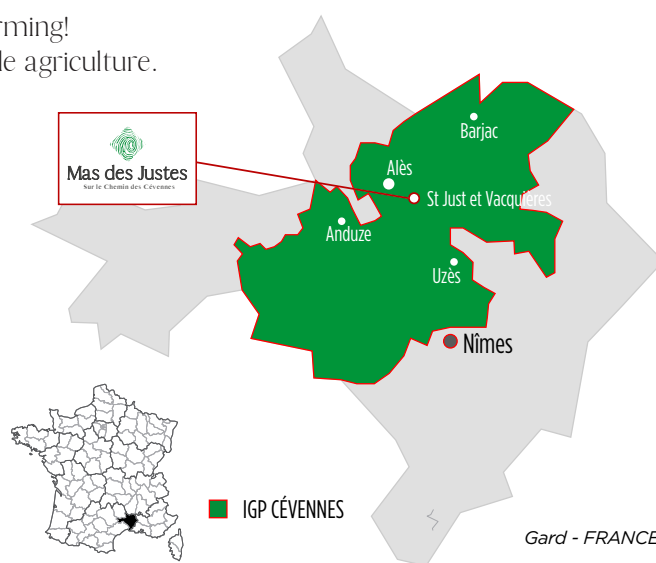 rming!
le agriculture.
Barjac
Mas des Justes
Sur le Chemin des Cévennes
Alès
St Just et Vacquières
Anduze
Uzès
Nîmes
IGP CÉVENNES
Gard - FRANCE